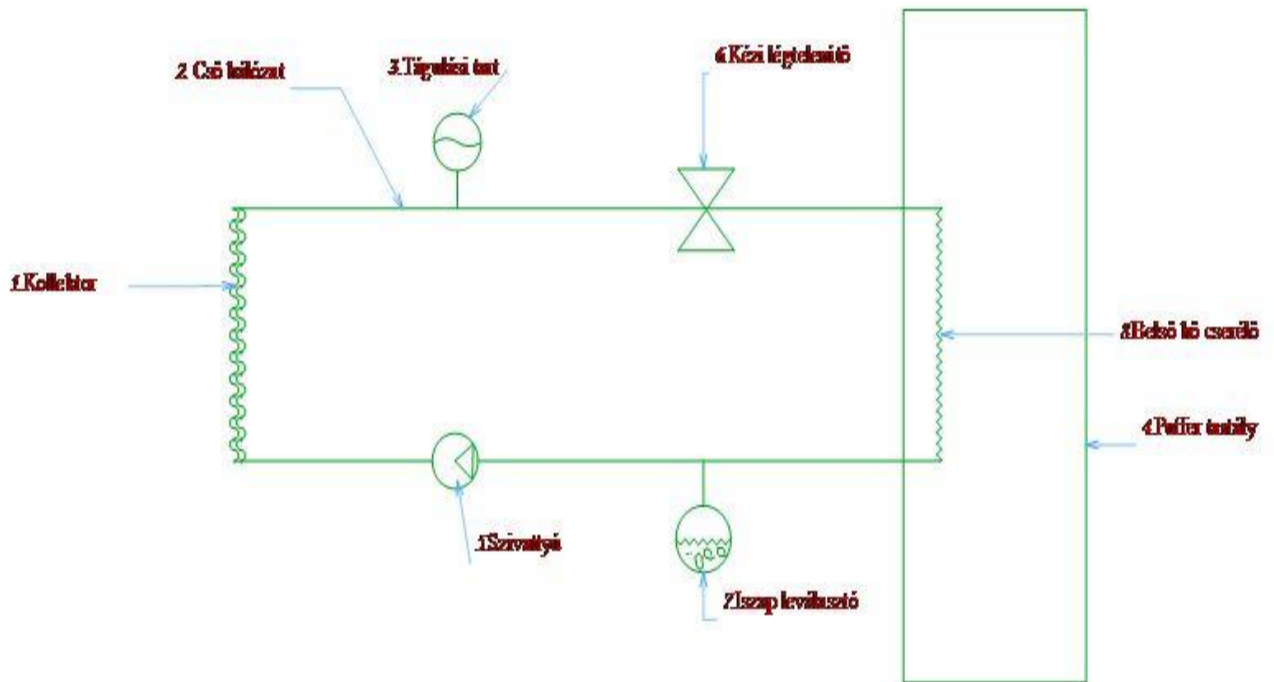 2. Cső hálózat
3.Tágulási tart
6.Kézi légtelenítő
1.Kollektor
8.Belső hő cserélő
4.Puffer tartály
5.Szivattyú
7.Iszap leválasztó